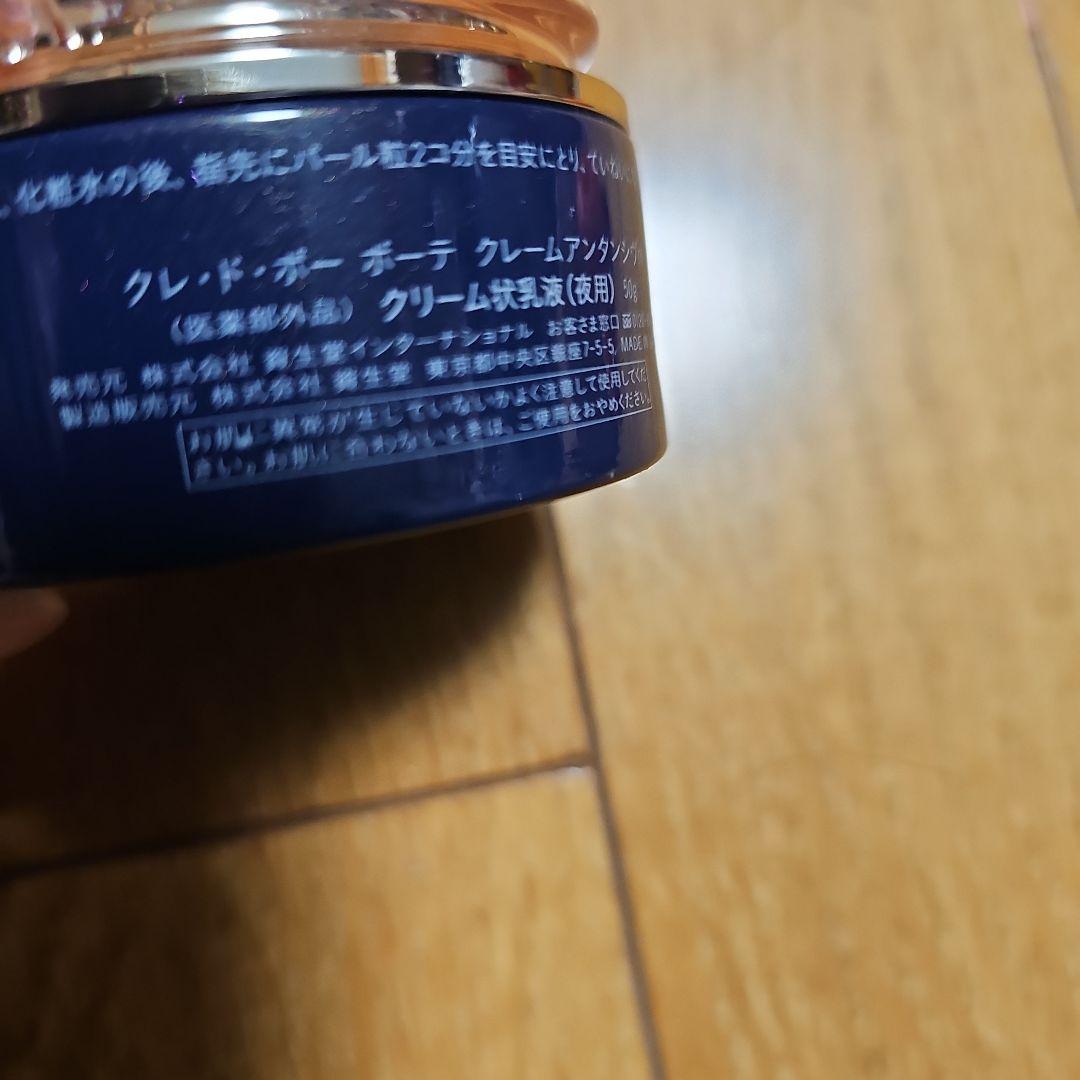 、化粧水の後、指先にパール粒2コ分を目安にとり、ていねい
クレ・ド・ポー ボーテ クレームアンタンシヴ
(医薬部外品) クリーム状乳液(夜用) 50g
発売元 株式会社 資生堂インターナショナル お客さま窓口 0120
製造販売元 株式会社 資生堂 東京都中央区銀座7-5-5, MADE IN
お肌に異常が生じていないかよく注意して使用してくだ
さい。お肌に合わないときは、ご使用をおやめください。